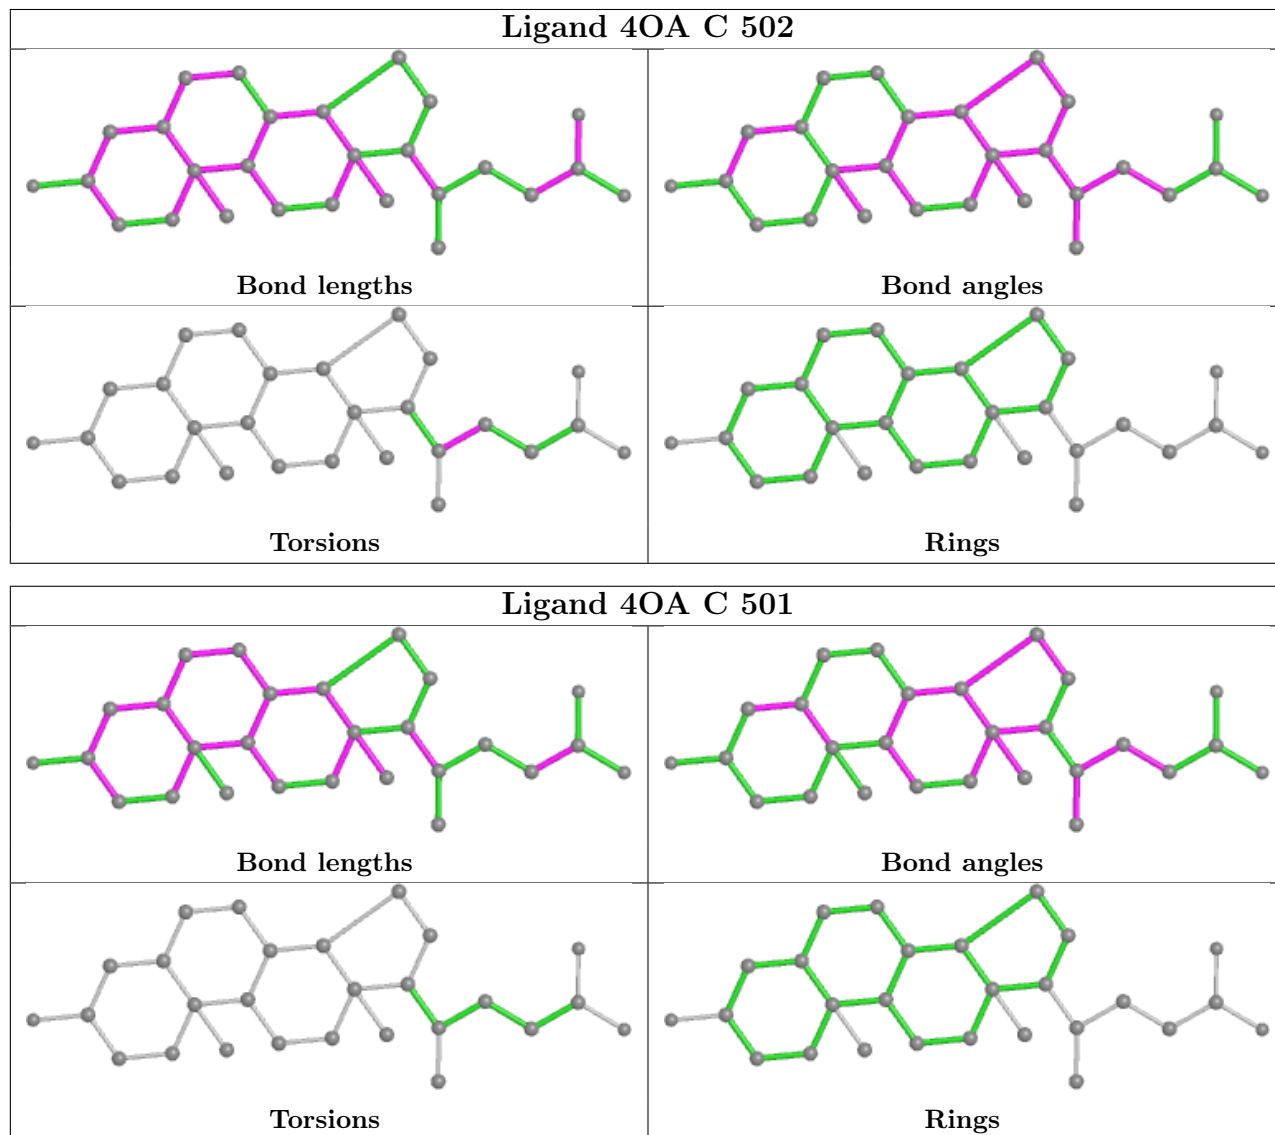 Ligand 4OA C 502
Bond lengths
Bond angles
Torsions
Rings
Ligand 4OA C 501
Bond lengths
Bond angles
Torsions
Rings